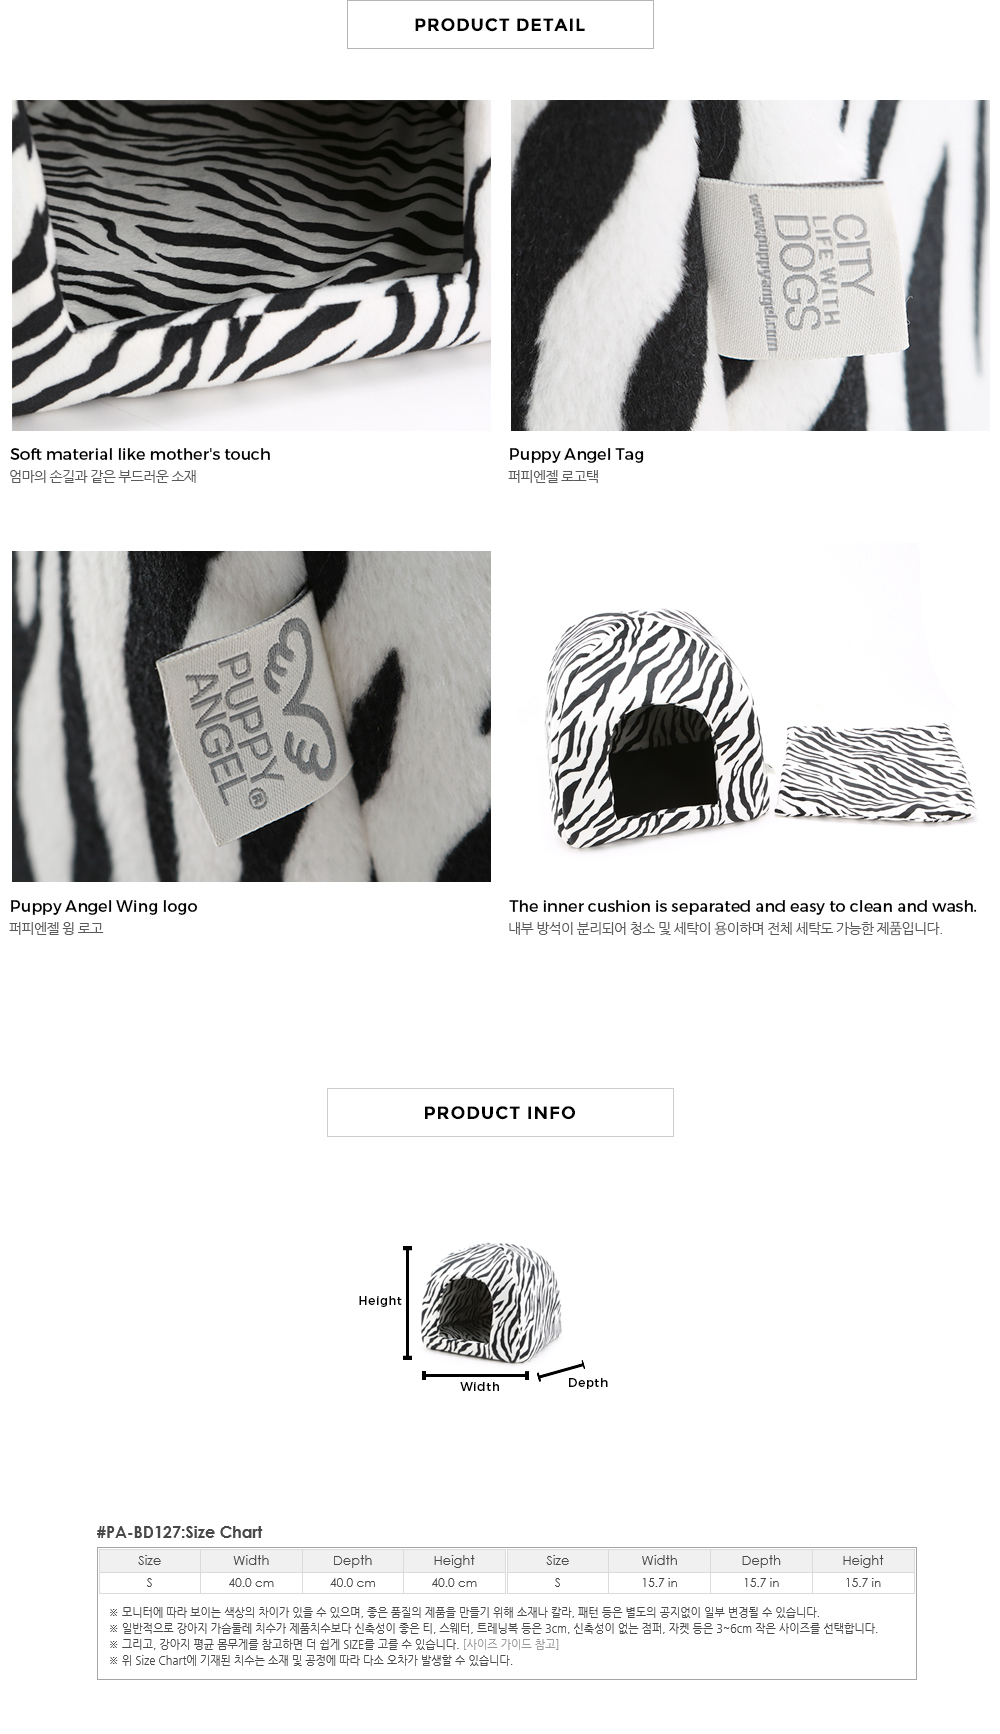 PRODUCT DETAIL
CITY
LIFE WITH
DOGS
www.puppyangel.com
Soft material like mother's touch
엄마의 손길과 같은 부드러운 소재
Puppy Angel Tag
퍼피엔젤 로고택
PUPPY
ANGEL®
Puppy Angel Wing logo
퍼피엔젤 윙 로고
The inner cushion is separated and easy to clean and wash.
내부 방석이 분리되어 청소 및 세탁이 용이하며 전체 세탁도 가능한 제품입니다.
PRODUCT INFO
Height
Width
Depth
#PA-BD127:Size Chart
Size Width Depth Height Size Width Depth Height
S 40.0 cm 40.0 cm 40.0 cm S 15.7 in 15.7 in 15.7 in
※ 모니터에 따라 보이는 색상의 차이가 있을 수 있으며, 좋은 품질의 제품을 만들기 위해 소재나 칼라, 패턴 등은 별도의 공지없이 일부 변경될 수 있습니다.
※ 일반적으로 강아지 가슴둘레 치수가 제품치수보다 신축성이 좋은 티, 스웨터, 트레닝복 등은 3cm, 신축성이 없는 점퍼, 자켓 등은 3~6cm 작은 사이즈를 선택합니다.
※ 그리고, 강아지 평균 몸무게를 참고하면 더 쉽게 SIZE를 고를 수 있습니다. [사이즈 가이드 참고]
※ 위 Size Chart에 기재된 치수는 소재 및 공정에 따라 다소 오차가 발생할 수 있습니다.